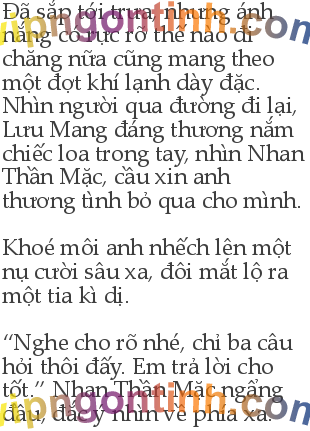 Đã sắp tới trưa, nhưng ánh
nắng có rực rỡ thế nào đi
chăng nữa cũng mang theo
một đợt khí lạnh dày đặc.
Nhìn người qua đường đi lại,
Lưu Mang đáng thương nắm
chiếc loa trong tay, nhìn Nhan
Thần Mặc, cầu xin anh
thương tình bỏ qua cho mình.
Khoé môi anh nhếch lên một
nụ cười sâu xa, đôi mắt lộ ra
một tia kì dị.
“Nghe cho rõ nhé, chỉ ba câu
hỏi thôi đấy. Em trả lời cho
tốt.” Nhan Thần Mặc ngẩng
đầu, đắc ý nhìn về phía xa.
vipngontinh.com
vipngontinh.com